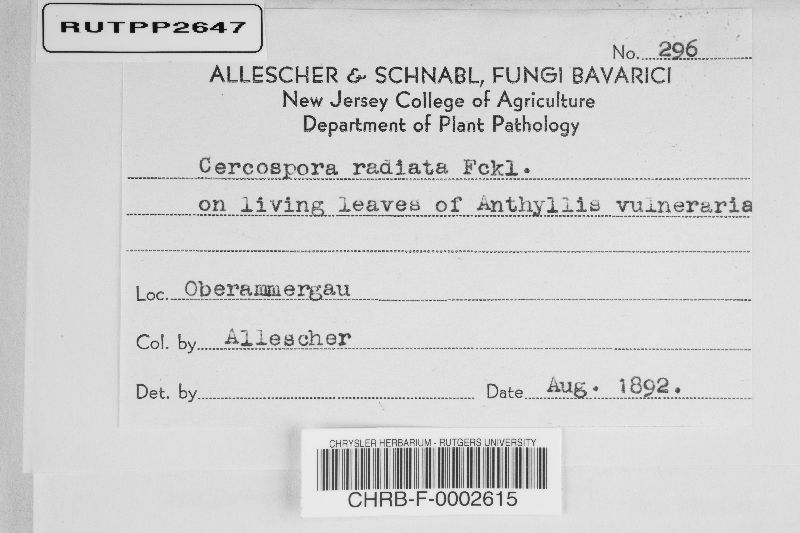 RUTPP2647
No. 296
ALLESCHER & SCHNABL, FUNGI BAVARICI
New Jersey College of Agriculture
Department of Plant Pathology
Cercospora radiata Fckl.
on living leaves of Anthyllis vulneraria
Loc. Oberammergau
Col. by Allescher
Det. by
Date Aug. 1892.
CHRYSLER HERBARIUM - RUTGERS UNIVERSITY
CHRB-F-0002615